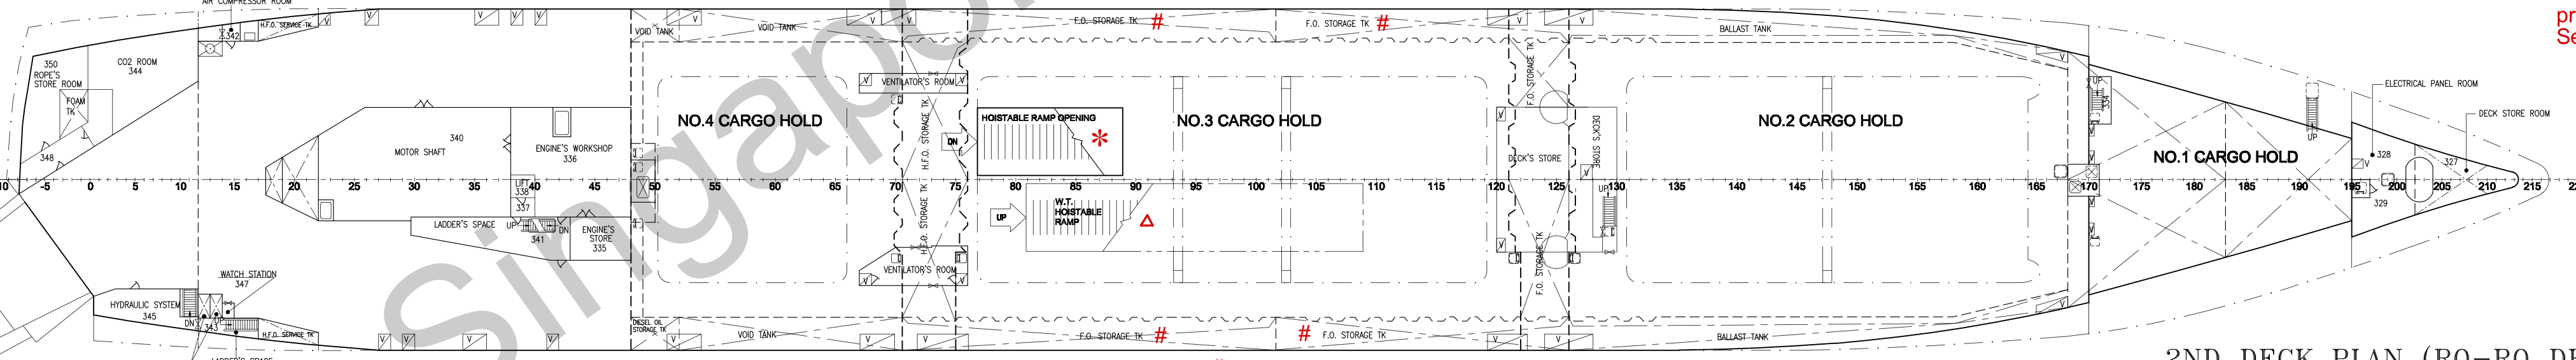 AIR COMPRESSOR ROOM
H.F.O. SERVICE TK
342
V
V
V
V
V
VOID TANK
VOID TANK
V
V
F.O. STORAGE TK #
F.O. STORAGE TK #
V
V
BALLAST TANK
V
pr
Se
350
ROPE'S
STORE ROOM
CO2 ROOM
344
FOAM
TK
348
340
MOTOR SHAFT
ENGINE'S WORKSHOP
336
LIFT
338
337
LADDER'S SPACE
UP
341
DN
ENGINE'S
STORE
335
NO.4 CARGO HOLD
V
VENTILATOR'S ROOM
V
H.F.O. STORAGE TK
H.F.O. STORAGE TK
DN
HOISTABLE RAMP OPENING
*
NO.3 CARGO HOLD
UP
W.T.
HOISTABLE
RAMP
Δ
V
VENTILATOR'S ROOM
V
F.O. STORAGE TK
F.O. STORAGE TK
V
DECK'S STORE
DECK'S STORE
V
UP
V
NO.2 CARGO HOLD
UP
334
V
V
V
V
NO.1 CARGO HOLD
UP
ELECTRICAL PANEL ROOM
DECK STORE ROOM
328
V
327
V
329
10 -5 0 5 10 15 20 25 30 35 40 45 50 55 60 65 70 75 80 85 90 95 100 105 110 115 120 125 130 135 140 145 150 155 160 165 170 175 180 185 190 195 200 205 210 215 22
WATCH STATION
347
HYDRAULIC SYSTEM
345
DN
343
UP
H.F.O. SERVICE TK
LADDER'S SPACE
V
V
V
V
DIESEL OIL
STORAGE TK
V
VOID TANK
V
V
F.O. STORAGE TK #
# F.O. STORAGE TK
V
V
BALLAST TANK
V
2ND DECK PLAN (RO-RO DE
Singapo